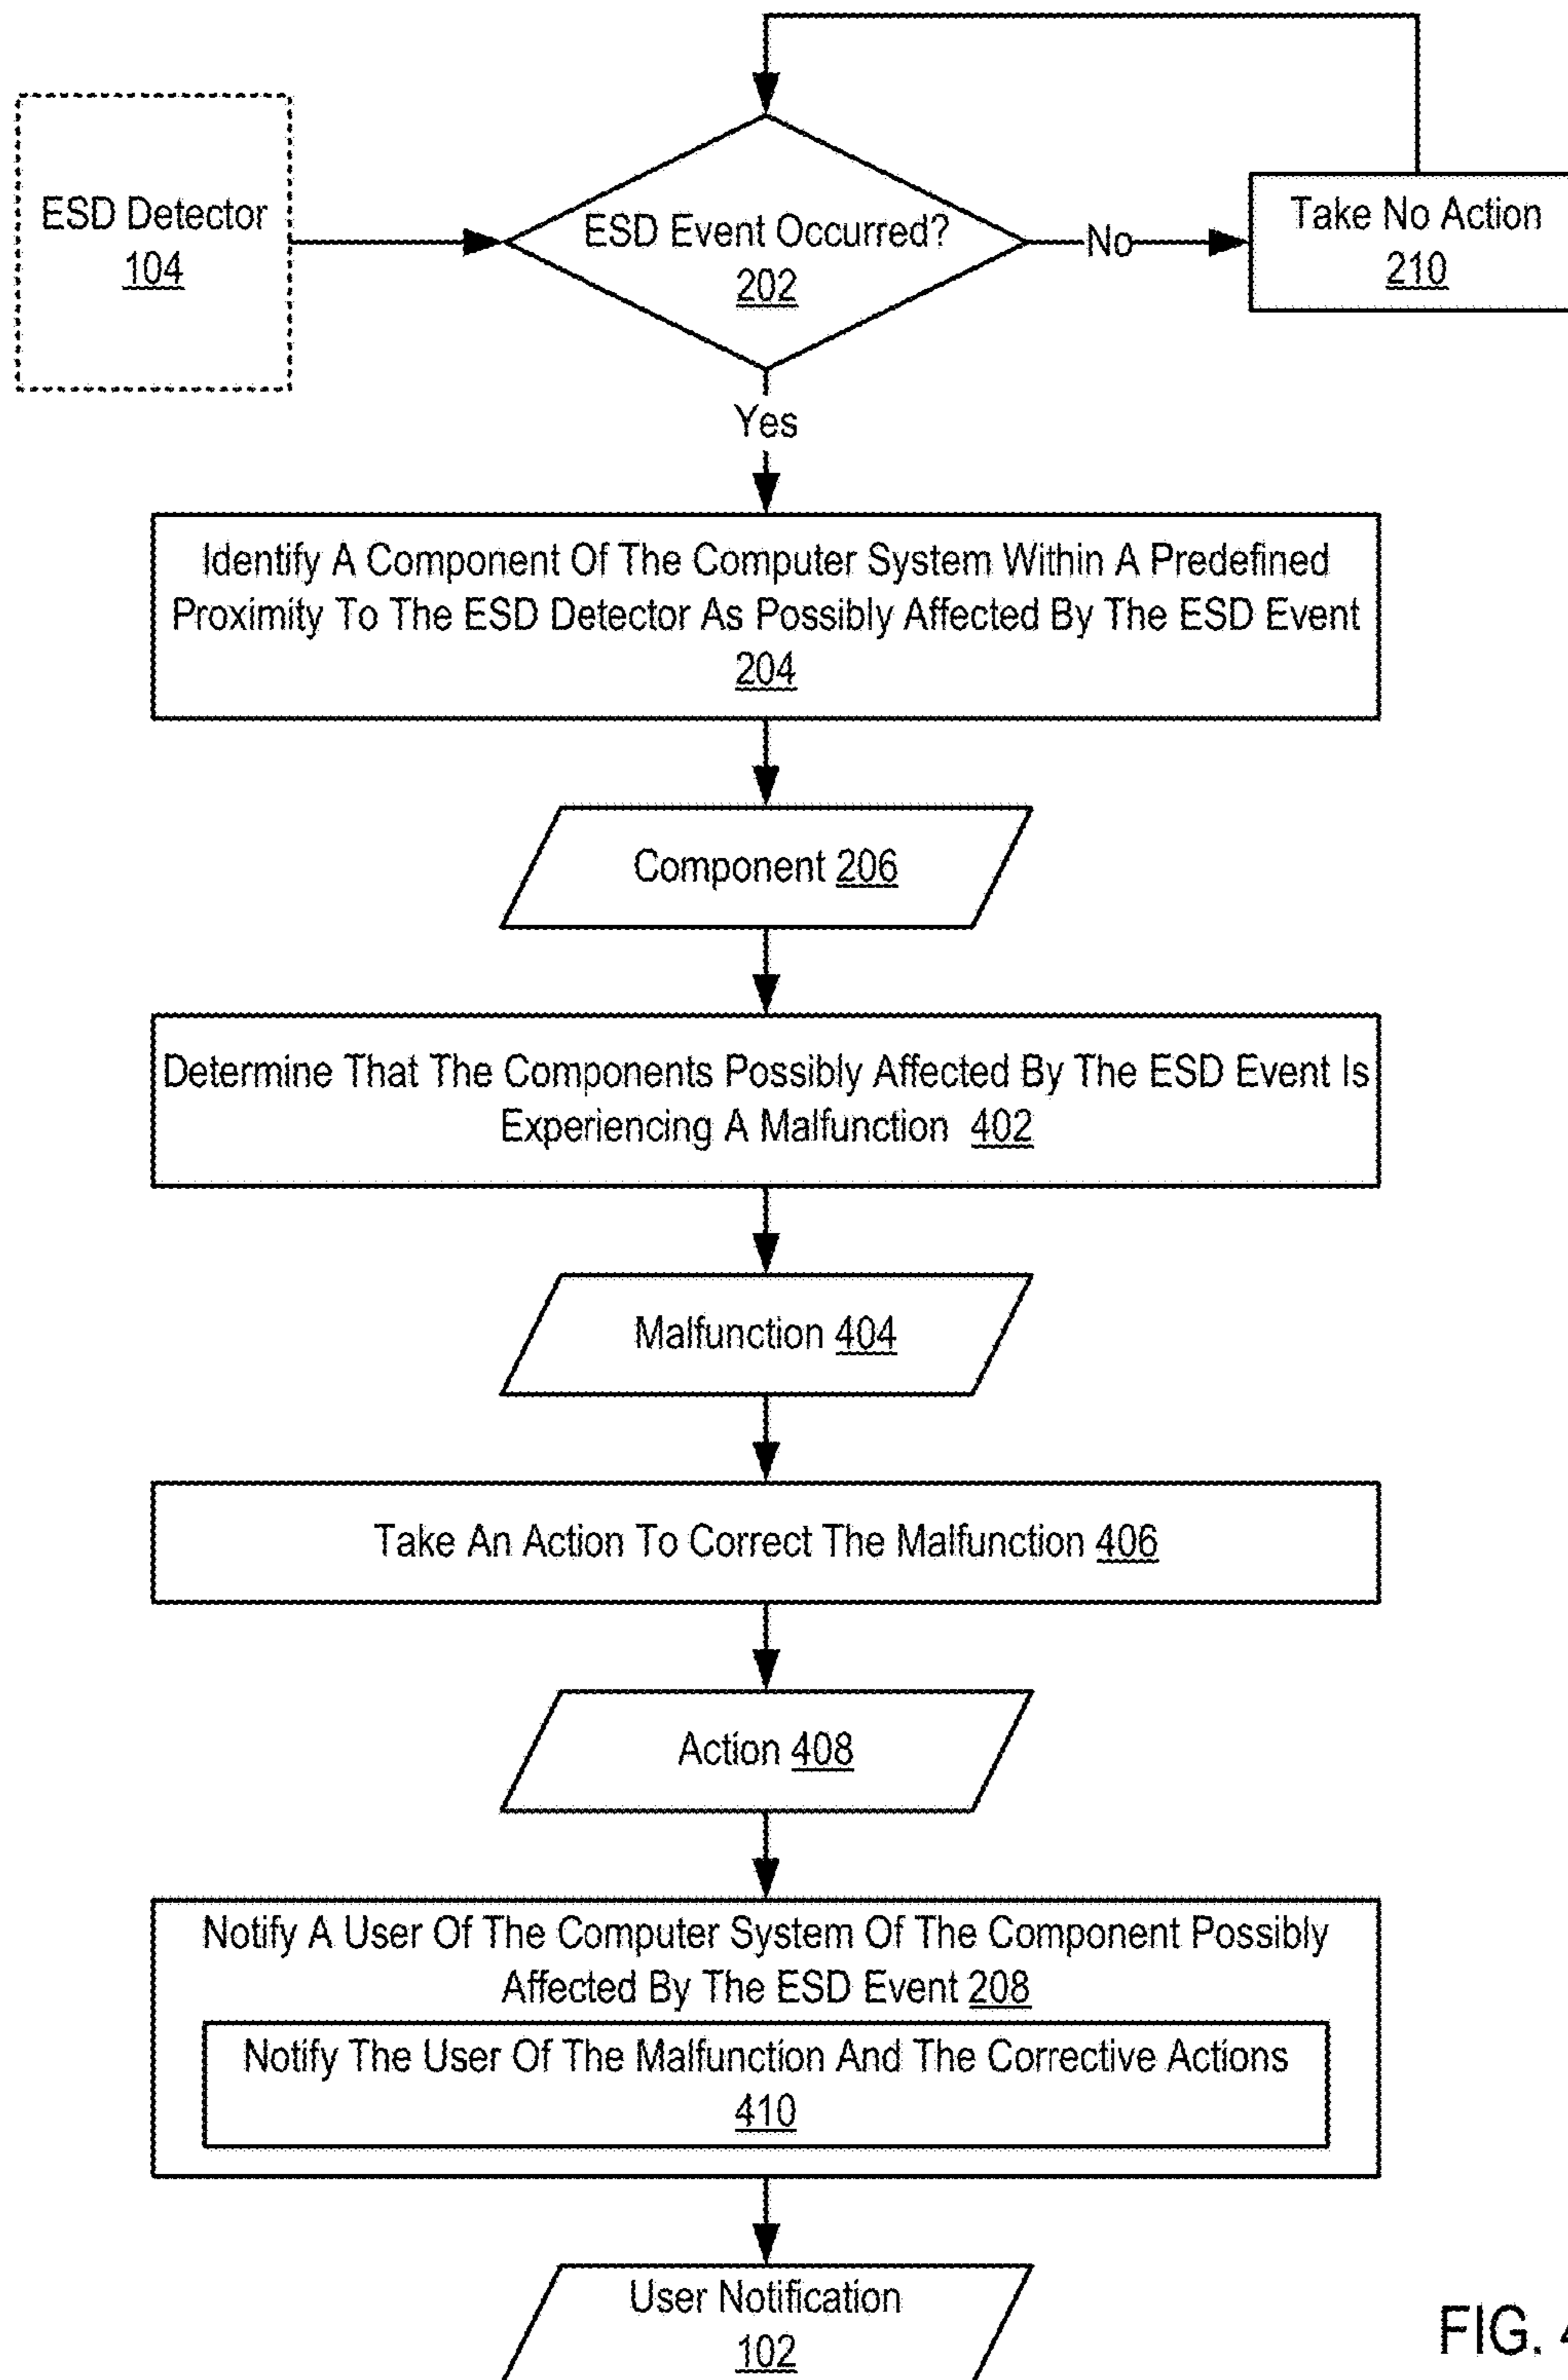 ESD Detector
104
ESD Event Occurred?
202
No
Take No Action
210
Yes
Identify A Component Of The Computer System Within A Predefined
Proximity To The ESD Detector As Possibly Affected By The ESD Event
204
Component 206
Determine That The Components Possibly Affected By The ESD Event Is
Experiencing A Malfunction 402
Malfunction 404
Take An Action To Correct The Malfunction 406
Action 408
Notify A User Of The Computer System Of The Component Possibly
Affected By The ESD Event 208
Notify The User Of The Malfunction And The Corrective Actions
410
User Notification
102
FIG. 4